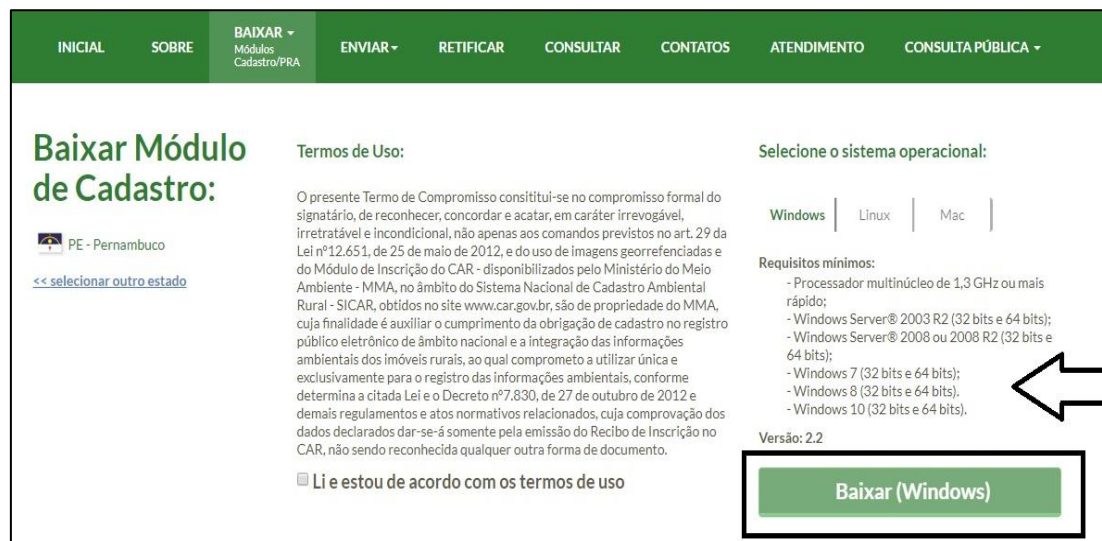 INICIAL
SOBRE
BAIXAR
Módulos
Cadastro/PRA
ENVIAR
RETIFICAR
CONSULTAR
CONTATOS
ATENDIMENTO
CONSULTA PÚBLICA
Baixar Módulo
de Cadastro:
PE - Pernambuco
<< selecionar outro estado
Termos de Uso:
O presente Termo de Compromisso consititui-se no compromisso formal do
signatário, de reconhecer, concordar e acatar, em caráter irrevogável,
irretratável e incondicional, não apenas aos comandos previstos no art. 29 da
Lei nº12.651, de 25 de maio de 2012, e do uso de imagens georrefenciadas e
do Módulo de Inscrição do CAR - disponibilizados pelo Ministério do Meio
Ambiente - MMA, no âmbito do Sistema Nacional de Cadastro Ambiental
Rural - SICAR, obtidos no site www.car.gov.br, são de propriedade do MMA,
cuja finalidade é auxiliar o cumprimento da obrigação de cadastro no registro
público eletrônico de âmbito nacional e a integração das informações
ambientais dos imóveis rurais, ao qual comprometo a utilizar única e
exclusivamente para o registro das informações ambientais, conforme
determina a citada Lei e o Decreto nº7.830, de 27 de outubro de 2012 e
demais regulamentos e atos normativos relacionados, cuja comprovação dos
dados declarados dar-se-á somente pela emissão do Recibo de Inscrição no
CAR, não sendo reconhecida qualquer outra forma de documento.
Li e estou de acordo com os termos de uso
Selecione o sistema operacional:
Windows
Linux
Mac
Requisitos mínimos:
- Processador multinúcleo de 1,3 GHz ou mais
rápido;
- Windows Server® 2003 R2 (32 bits e 64 bits);
- Windows Server® 2008 ou 2008 R2 (32 bits e
64 bits);
- Windows 7 (32 bits e 64 bits);
- Windows 8 (32 bits e 64 bits).
- Windows 10 (32 bits e 64 bits).
Versão: 2.2
Baixar (Windows)